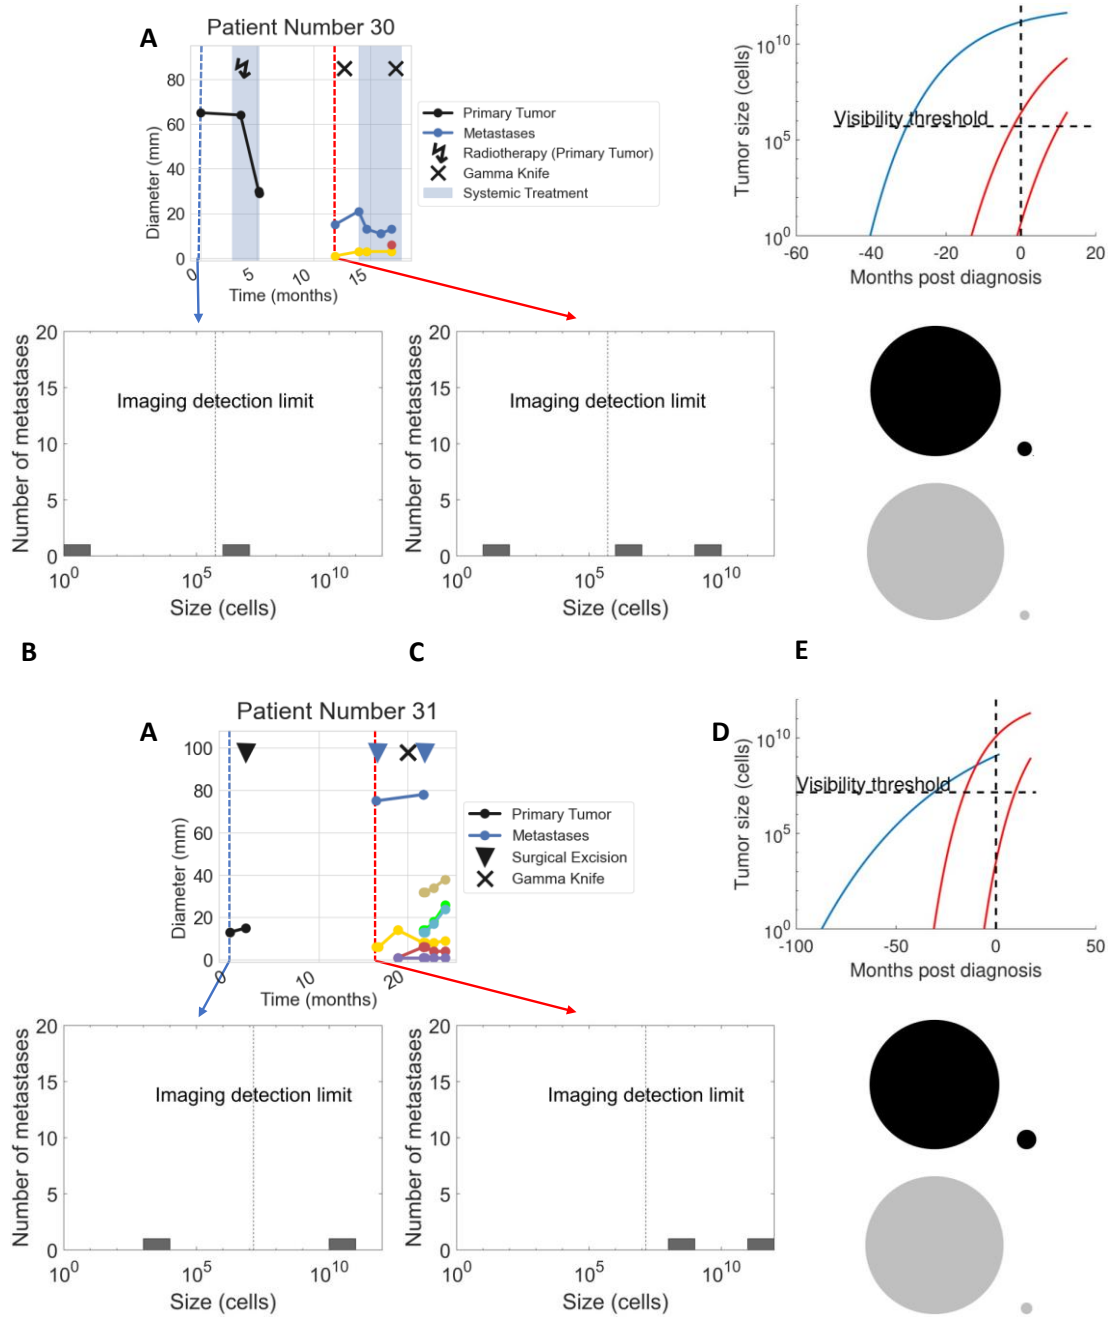 A
Patient Number 30
Diameter (mm)
80
60
40
20
0
0
5
15
Time (months)
Primary Tumor
Metastases
Radiotherapy (Primary Tumor)
Gamma Knife
Systemic Treatment
Tumor size (cells)
10^10
10^5
10^0
Visibility threshold
-60
-40
-20
0
20
Months post diagnosis
Number of metastases
20
15
10
5
0
Imaging detection limit
10^0
10^5
10^10
Size (cells)
Number of metastases
20
15
10
5
0
Imaging detection limit
10^0
10^5
10^10
Size (cells)
B
C
E
A
Patient Number 31
Diameter (mm)
100
80
60
40
20
0
0
10
20
Time (months)
Primary Tumor
Metastases
Surgical Excision
Gamma Knife
D
Tumor size (cells)
10^10
10^5
10^0
Visibility threshold
-100
-50
0
50
Months post diagnosis
Number of metastases
20
15
10
5
0
Imaging detection limit
10^0
10^5
10^10
Size (cells)
Number of metastases
20
15
10
5
0
Imaging detection limit
10^0
10^5
10^10
Size (cells)